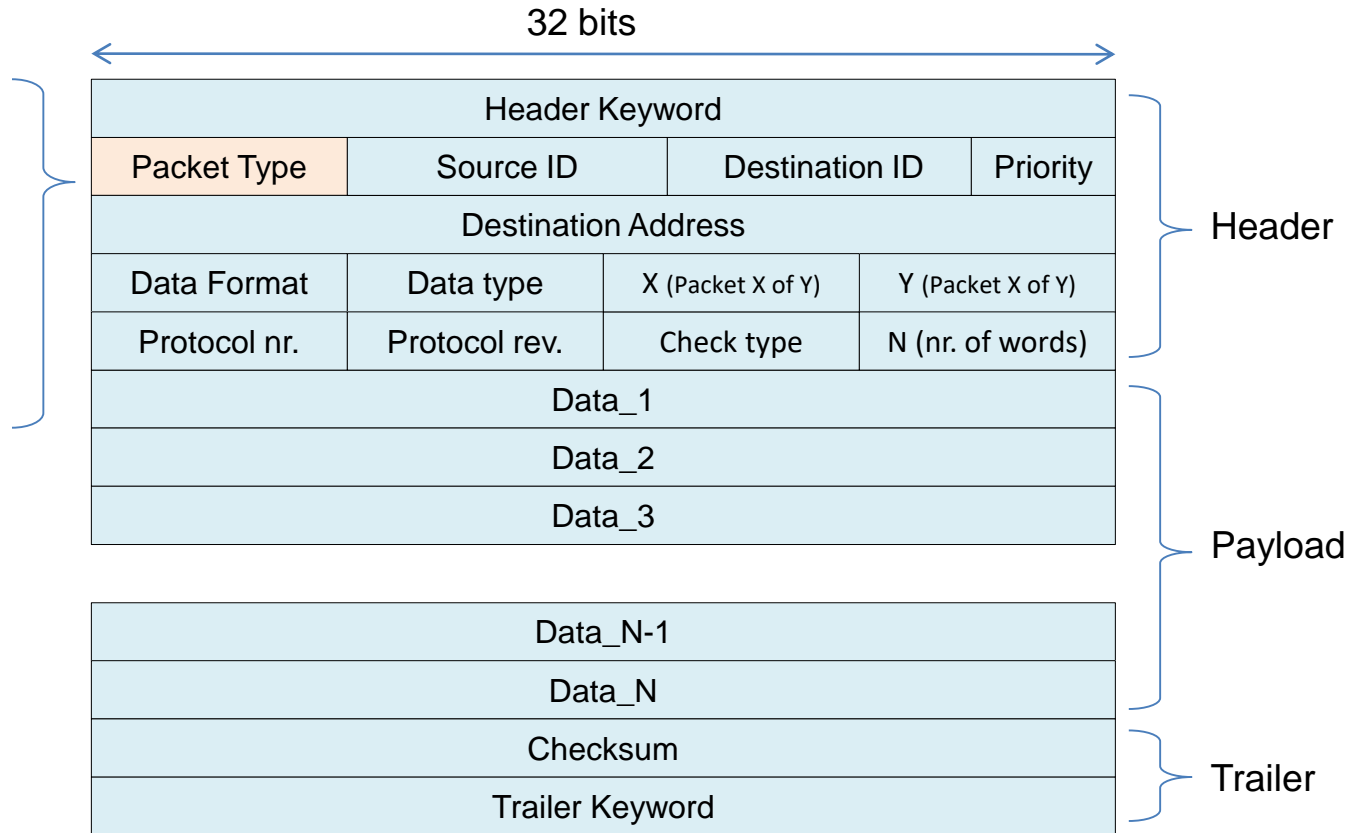 32 bits
Header Keyword
Packet Type Source ID Destination ID Priority
Destination Address
Header
Data Format Data type X (Packet X of Y) Y (Packet X of Y)
Protocol nr. Protocol rev. Check type N (nr. of words)
Data_1
Data_2
Data_3
Payload
Data_N-1
Data_N
Checksum
Trailer
Trailer Keyword